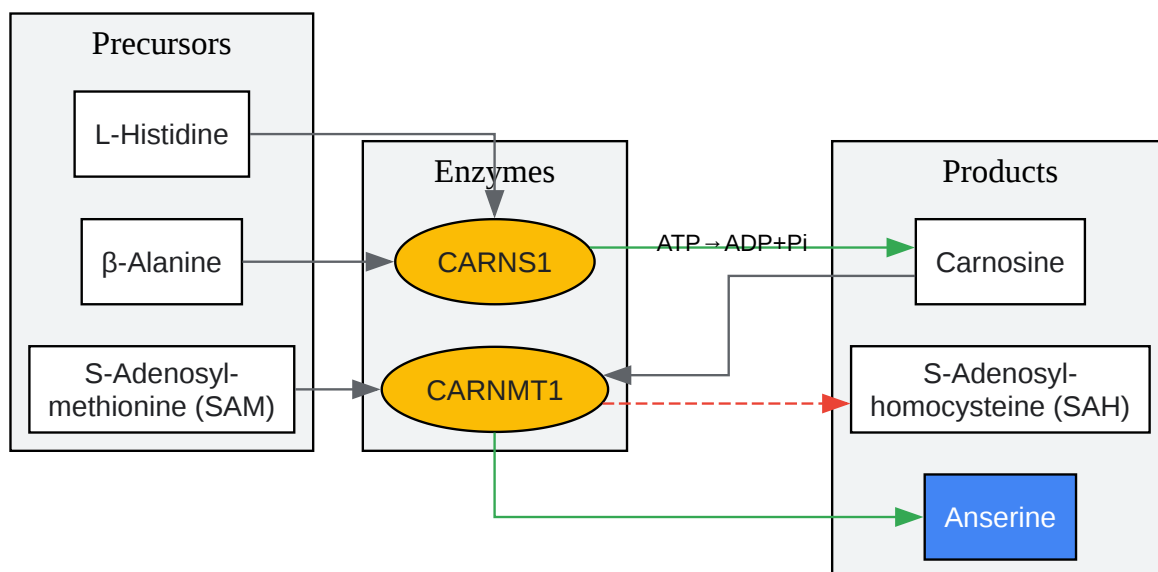 Precursors
L-Histidine
β-Alanine
S-Adenosyl-
methionine (SAM)
Enzymes
CARNS1
CARNMT1
ATP→ADP+Pi
Products
Carnosine
S-Adenosyl-
homocysteine (SAH)
Anserine